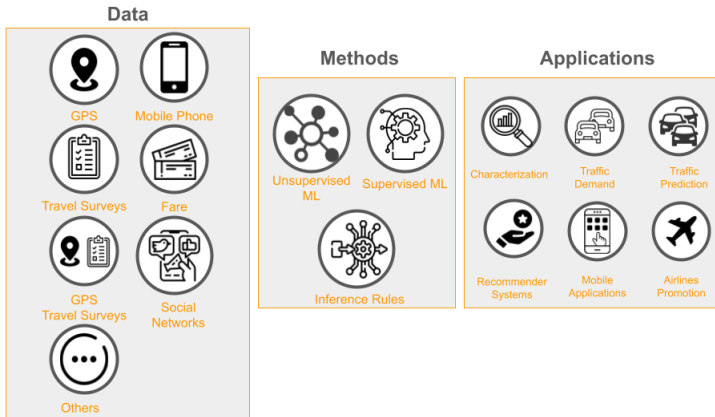 Data
GPS
Mobile Phone
Travel Surveys
Fare
GPS
Travel Surveys
Social
Networks
Others
Methods
Unsupervised
ML
Supervised ML
Inference Rules
Applications
Characterization
Traffic
Demand
Traffic
Prediction
Recommender
Systems
Mobile
Applications
Airlines
Promotion